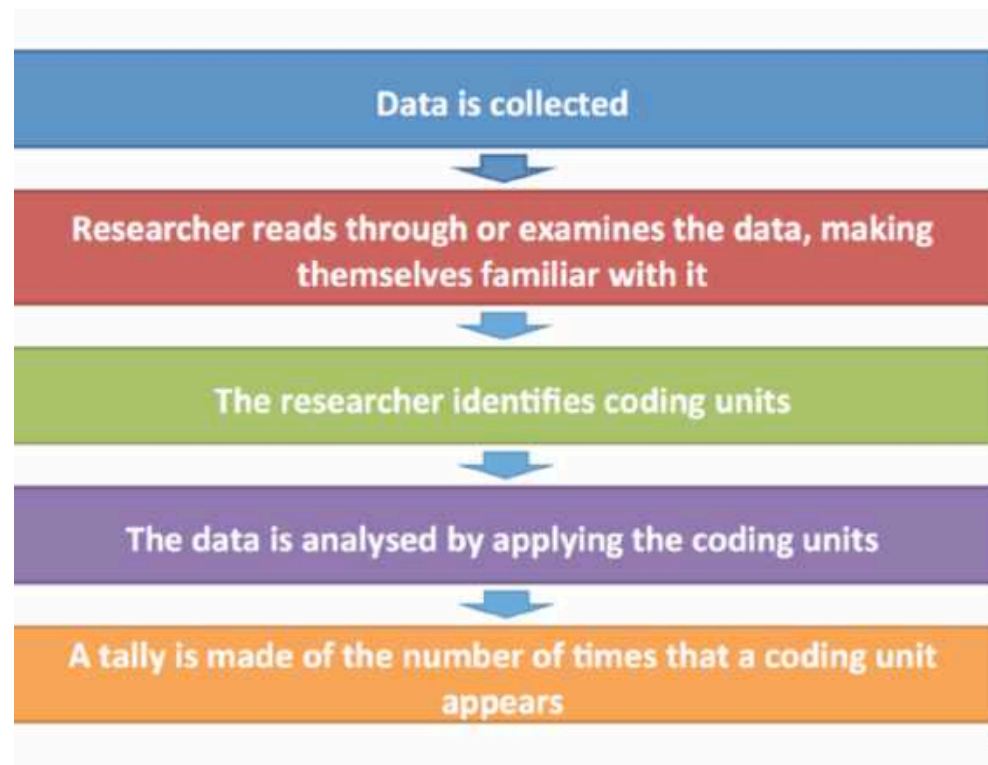 Data is collected
Researcher reads through or examines the data, making
themselves familiar with it
The researcher identifies coding units
The data is analysed by applying the coding units
A tally is made of the number of times that a coding unit
appears